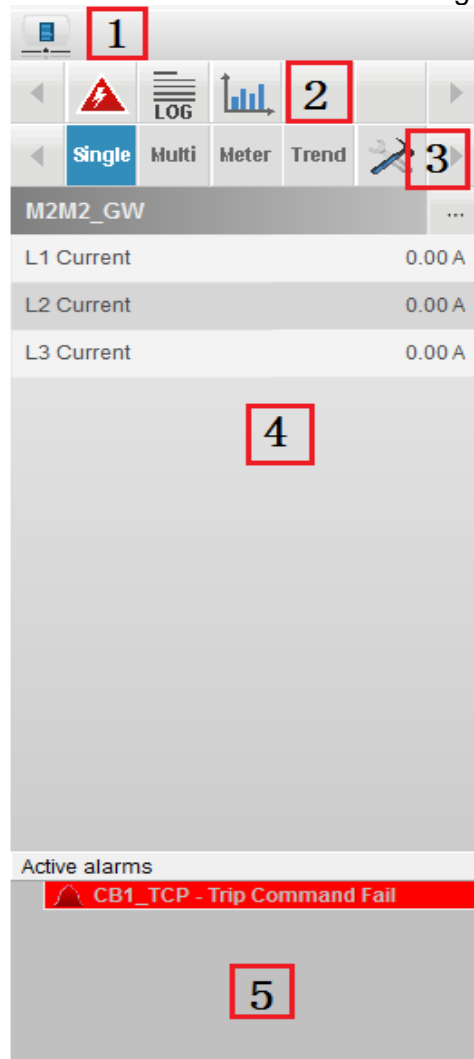 1
LOG
2
Single Multi Meter Trend 3
M2M2_GW ...
L1 Current 0.00 A
L2 Current 0.00 A
L3 Current 0.00 A
4
Active alarms
CB1_TCP - Trip Command Fail
5